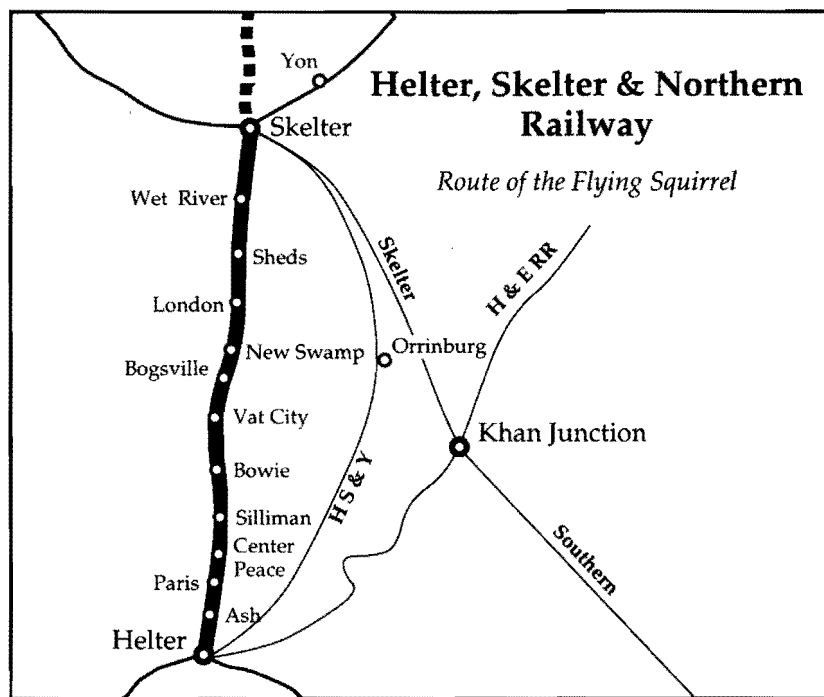 Yon
Helter, Skelter & Northern
Railway
Skelter
Route of the Flying Squirrel
Wet River
Skelter
H & E RR
Sheds
London
New Swamp
Orrinburg
Bogsville
Vat City
Khan Junction
Bowie
H S & Y
Silliman
Center
Peace
Southern
Paris
Ash
Helter